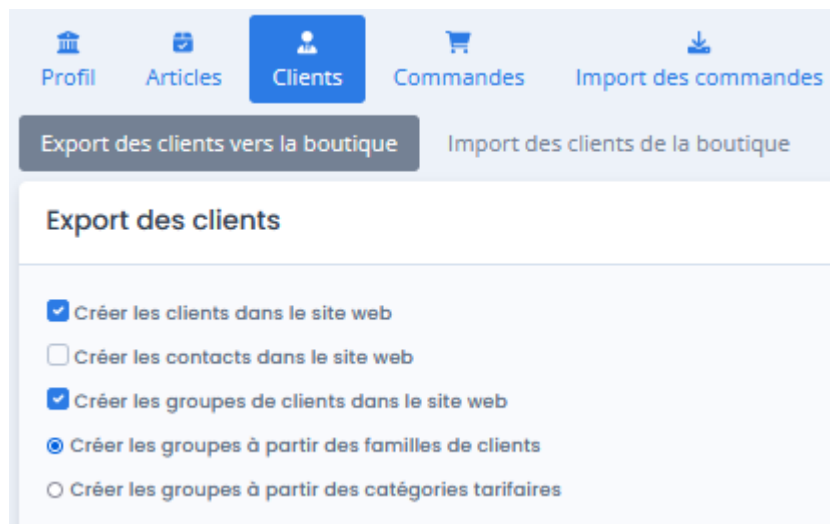 Profil Articles Clients Commandes Import des commandes
Export des clients vers la boutique Import des clients de la boutique
Export des clients
Créer les clients dans le site web
Créer les contacts dans le site web
Créer les groupes de clients dans le site web
Créer les groupes à partir des familles de clients
Créer les groupes à partir des catégories tarifaires